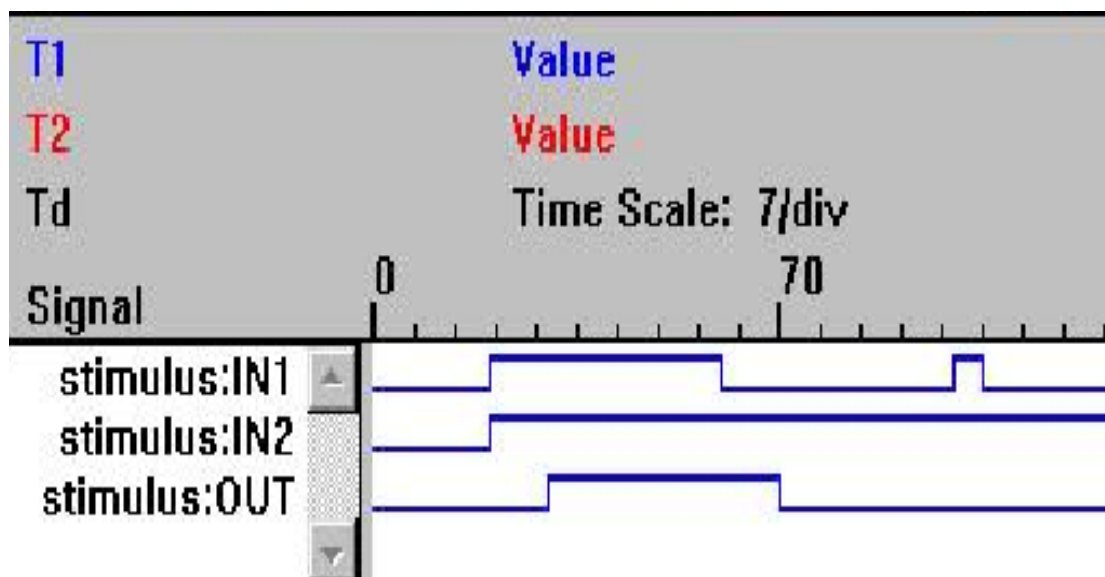 T1 Value
T2 Value
Td Time Scale: 7/div
0 70
Signal
stimulus:IN1
stimulus:IN2
stimulus:OUT